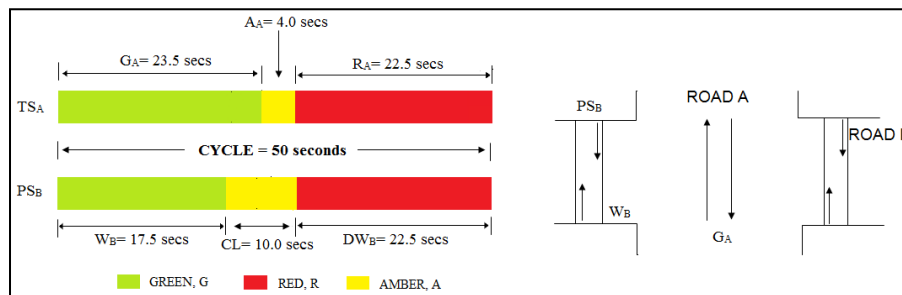 AA= 4.0 secs
GA= 23.5 secs
RA= 22.5 secs
TSA
CYCLE = 50 seconds
PSB
WB= 17.5 secs
CL= 10.0 secs
DWB= 22.5 secs
GREEN, G
RED, R
AMBER, A
PSB
ROAD A
ROAD
WB
GA